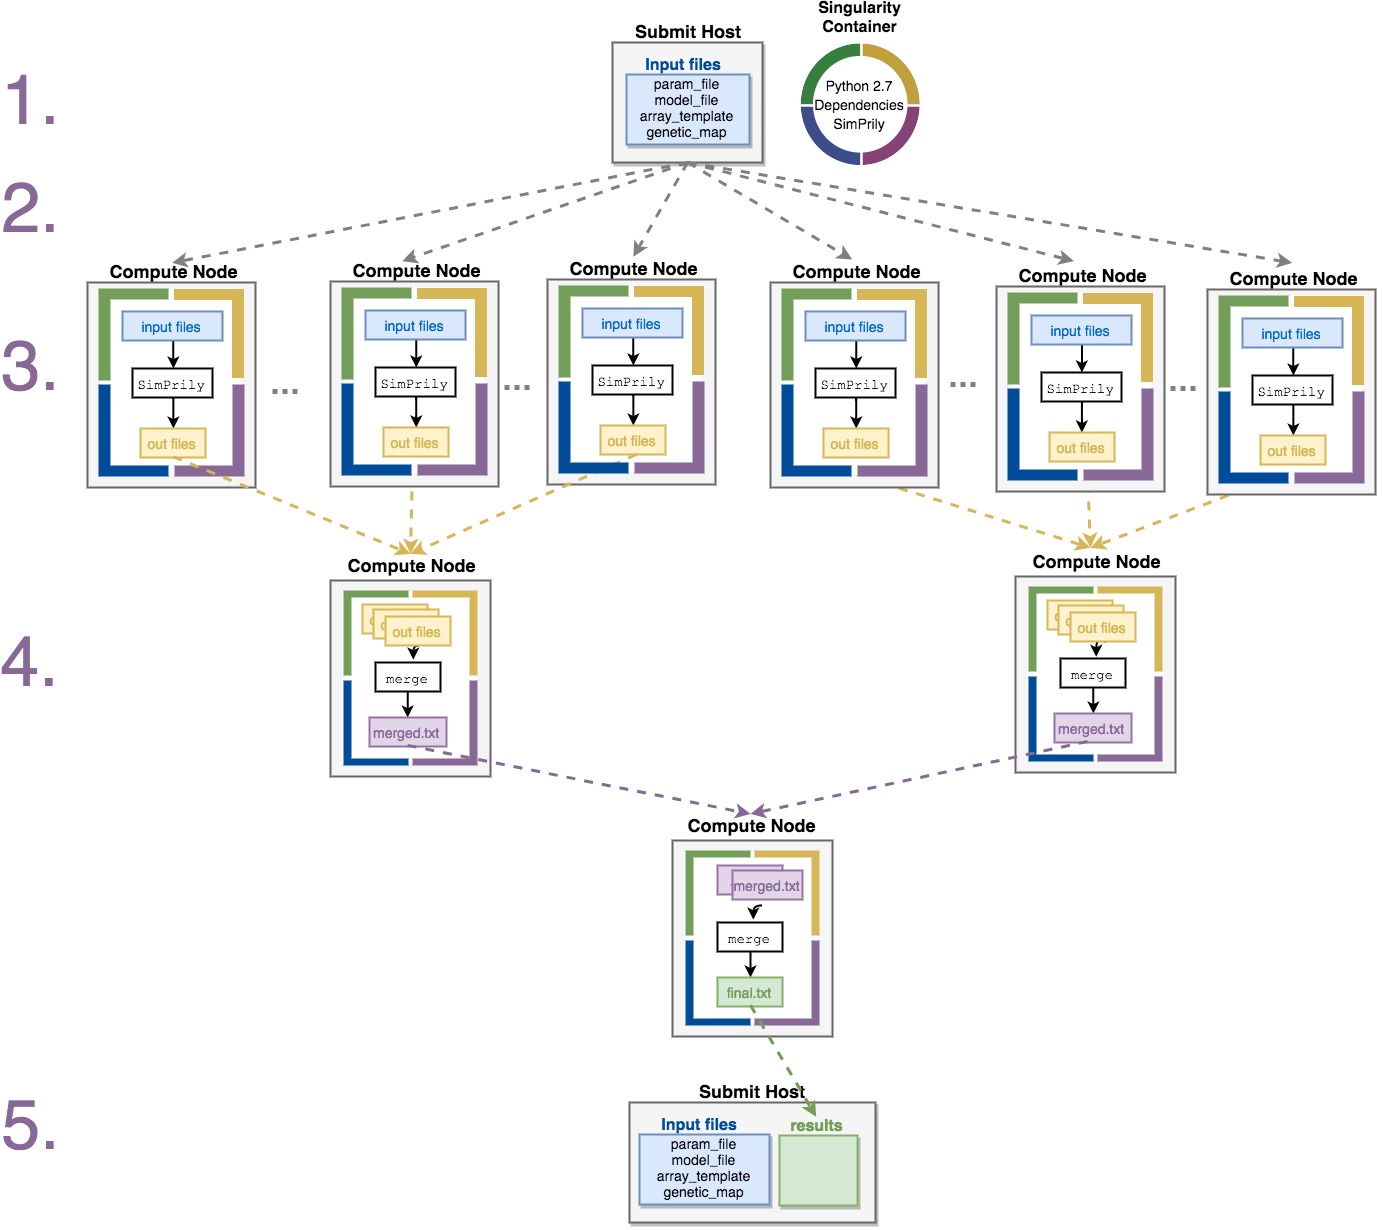 Singularity
Container
Submit Host
1.
Input files
param_file
model_file
array_template
genetic_map
Python 2.7
Dependencies
SimPrily
2.
Compute Node
Compute Node
Compute Node
Compute Node
Compute Node
Compute Node
3.
input files
SimPrily
out files
...
input files
SimPrily
out files
...
input files
SimPrily
out files
input files
SimPrily
out files
...
input files
SimPrily
out files
...
input files
SimPrily
out files
Compute Node
Compute Node
4.
out files
merge
merged.txt
out files
merge
merged.txt
Compute Node
merged.txt
merge
final.txt
5.
Submit Host
Input files
param_file
model_file
array_template
genetic_map
results